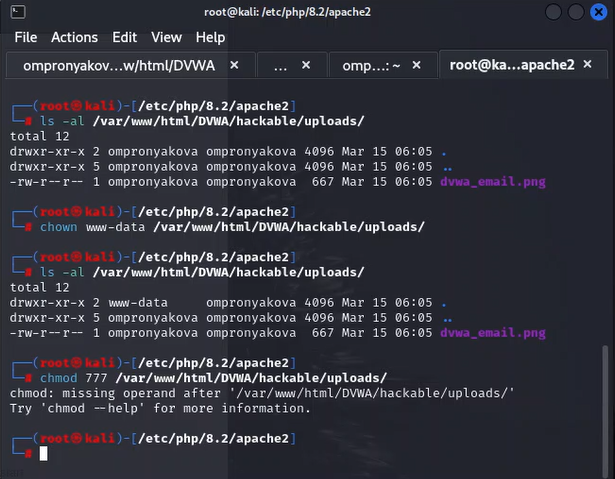 root@kali: /etc/php/8.2/apache2
File Actions Edit View Help
ompronyakov...w/html/DVWA × ... × omp...: ~ × root@ka...apache2 ×
┌──(root㉿kali)-[/etc/php/8.2/apache2]
└─# ls -al /var/www/html/DVWA/hackable/uploads/
total 12
drwxr-xr-x 2 ompronyakova ompronyakova 4096 Mar 15 06:05 .
drwxr-xr-x 5 ompronyakova ompronyakova 4096 Mar 15 06:05 ..
-rw-r--r-- 1 ompronyakova ompronyakova  667 Mar 15 06:05 dvwa_email.png
┌──(root㉿kali)-[/etc/php/8.2/apache2]
└─# chown www-data /var/www/html/DVWA/hackable/uploads/
┌──(root㉿kali)-[/etc/php/8.2/apache2]
└─# ls -al /var/www/html/DVWA/hackable/uploads/
total 12
drwxr-xr-x 2 www-data     ompronyakova 4096 Mar 15 06:05 .
drwxr-xr-x 5 ompronyakova ompronyakova 4096 Mar 15 06:05 ..
-rw-r--r-- 1 ompronyakova ompronyakova  667 Mar 15 06:05 dvwa_email.png
┌──(root㉿kali)-[/etc/php/8.2/apache2]
└─# chmod 777 /var/www/html/DVWA/hackable/uploads/
chmod: missing operand after '/var/www/html/DVWA/hackable/uploads/'
Try 'chmod --help' for more information.
┌──(root㉿kali)-[/etc/php/8.2/apache2]
└─#